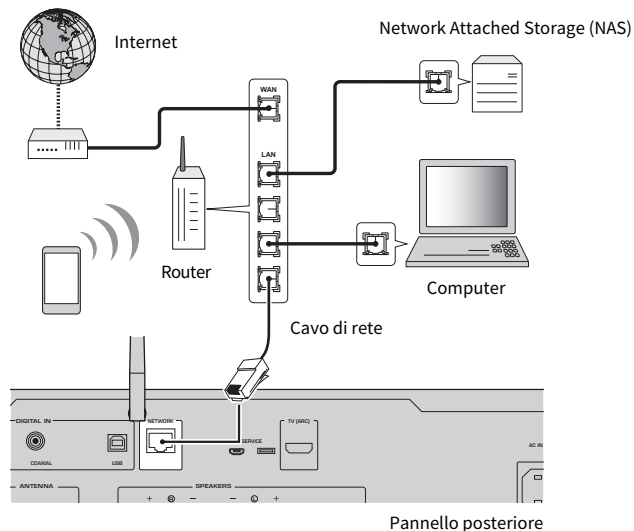 Internet
Network Attached Storage (NAS)
WAN
LAN
Router
Computer
Cavo di rete
DIGITAL IN
NETWORK
SERVICE
TV (ARC)
AC IN
COAXIAL
USB
ANTENNA
SPEAKERS
+ R - - L +
Pannello posteriore